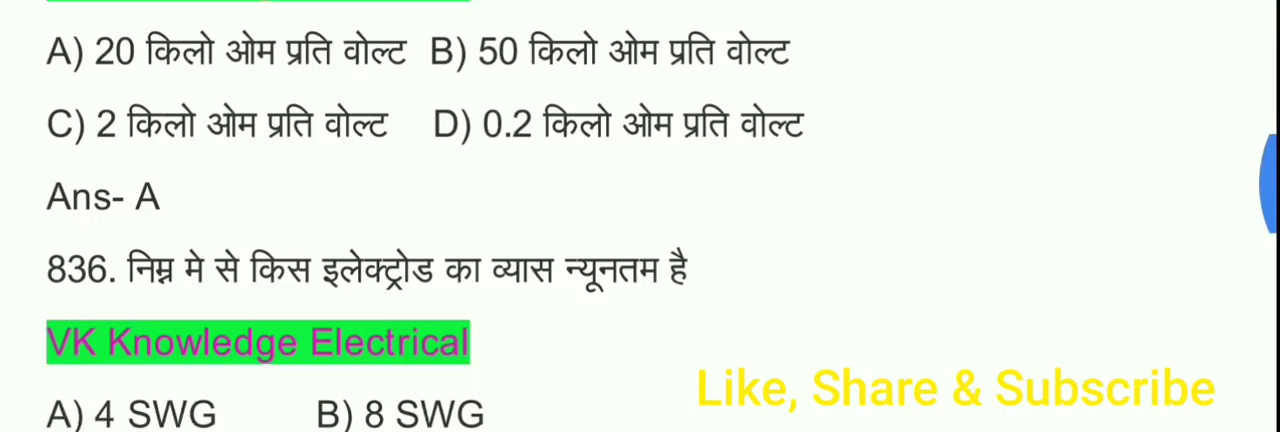 A) 20 किलो ओम प्रति वोल्ट B) 50 किलो ओम प्रति वोल्ट
C) 2 किलो ओम प्रति वोल्ट D) 0.2 किलो ओम प्रति वोल्ट
Ans- A
836. निम्न मे से किस इलेक्ट्रोड का व्यास न्यूनतम है
VK Knowledge Electrical
Like, Share & Subscribe
A) 4 SWG B) 8 SWG